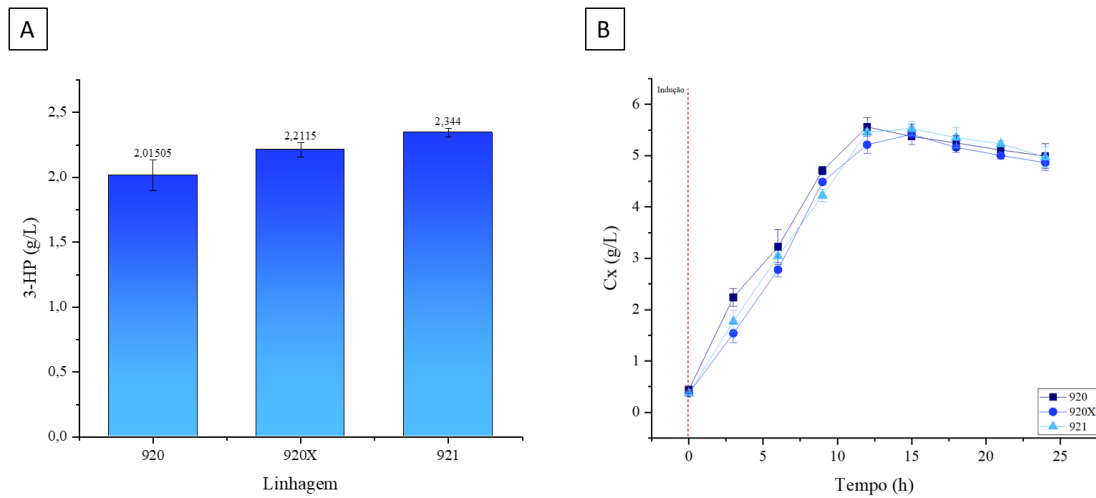 A
2,5
2,0
1,5
1,0
0,5
0,0
3-HP (g/L)
2,01505
2,2115
2,344
920
920X
921
Linhagem
B
Indução
6
5
4
3
2
1
0
Cx (g/L)
920
920X
921
0
5
10
15
20
25
Tempo (h)